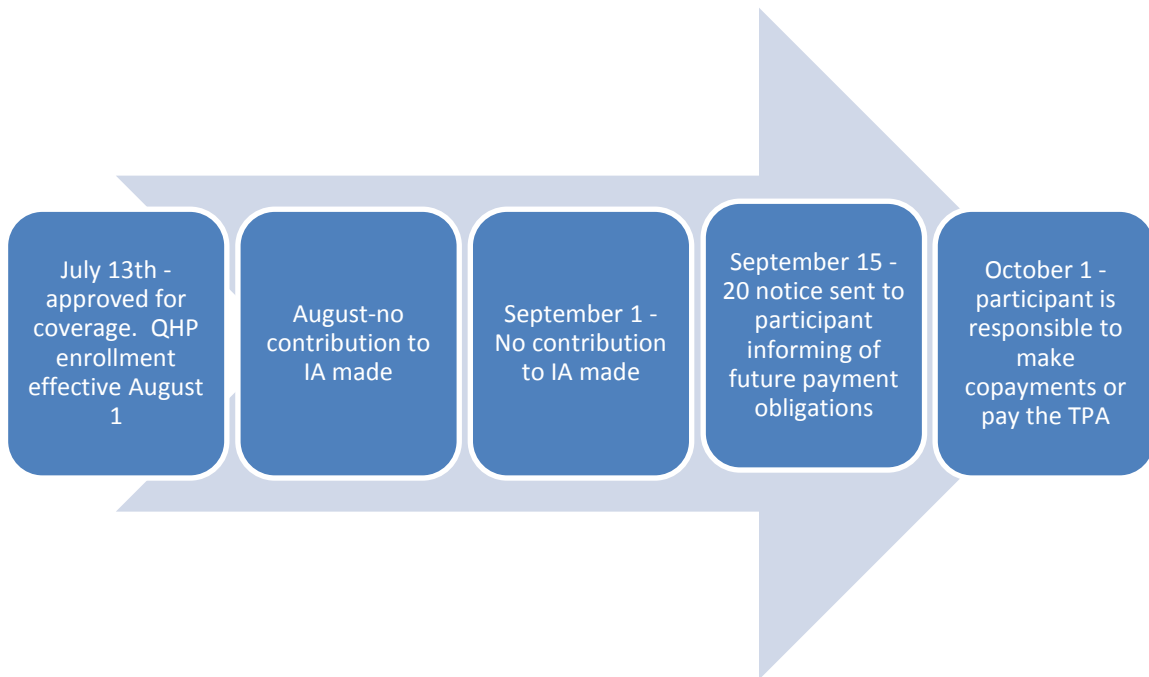 July 13th -
approved for
coverage.  QHP
enrollment
effective August
1
August-no
contribution to
IA made
September 1 -
No contribution
to IA made
September 15 -
20 notice sent to
participant
informing of
future payment
obligations
October 1 -
participant is
responsible to
make
copayments or
pay the TPA